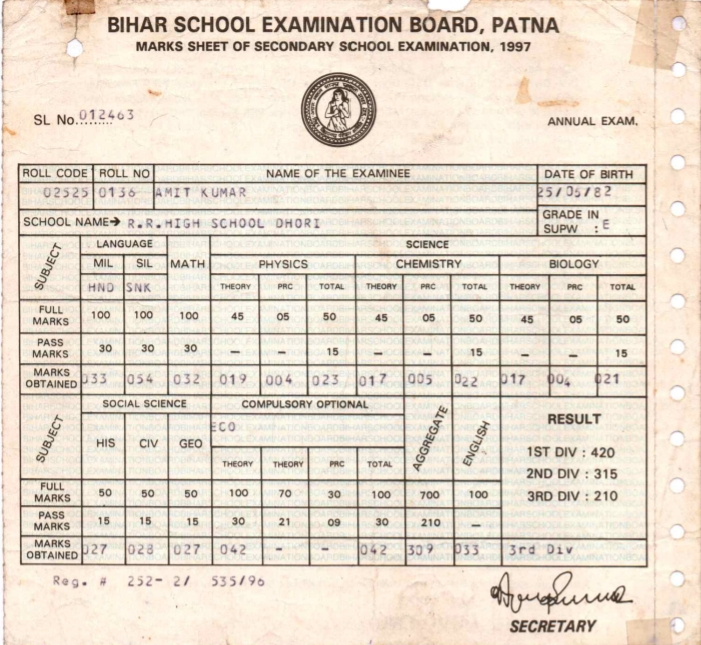 BIHAR SCHOOL EXAMINATION BOARD, PATNA
MARKS SHEET OF SECONDARY SCHOOL EXAMINATION, 1997
SL No......... 012463
ANNUAL EXAM.
ROLL CODE ROLL NO NAME OF THE EXAMINEE DATE OF BIRTH
02525 0136 AMIT KUMAR 25/05/82
SCHOOL NAME→ R.R.HIGH SCHOOL DHORI GRADE IN SUPW : E
SUBJECT LANGUAGE MATH SCIENCE
MIL SIL PHYSICS CHEMISTRY BIOLOGY
HND SNK THEORY PRC TOTAL THEORY PRC TOTAL THEORY PRC TOTAL
FULL MARKS 100 100 100 45 05 50 45 05 50 45 05 50
PASS MARKS 30 30 30 — — 15 — — 15 — — 15
MARKS OBTAINED 033 054 032 019 004 023 017 005 022 017 004 021
SUBJECT SOCIAL SCIENCE COMPULSORY OPTIONAL AGGREGATE ENGLISH RESULT
HIS CIV GEO ECO
THEORY THEORY PRC TOTAL
1ST DIV : 420
2ND DIV : 315
3RD DIV : 210
FULL MARKS 50 50 50 100 70 30 100 700 100
PASS MARKS 15 15 15 30 21 09 30 210 —
MARKS OBTAINED 027 028 027 042 - - 042 309 033 3rd Div
Reg. # 252- 2/ 535/96
SECRETARY